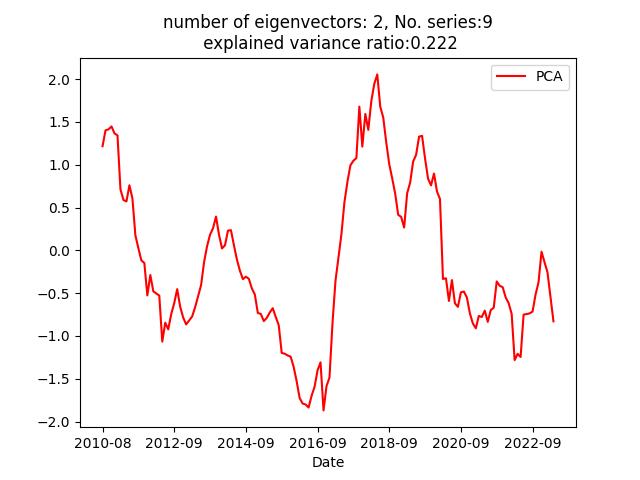 number of eigenvectors: 2, No. series:9
explained variance ratio:0.222
PCA
2.0
1.5
1.0
0.5
0.0
−0.5
−1.0
−1.5
−2.0
2010-08 2012-09 2014-09 2016-09 2018-09 2020-09 2022-09
Date